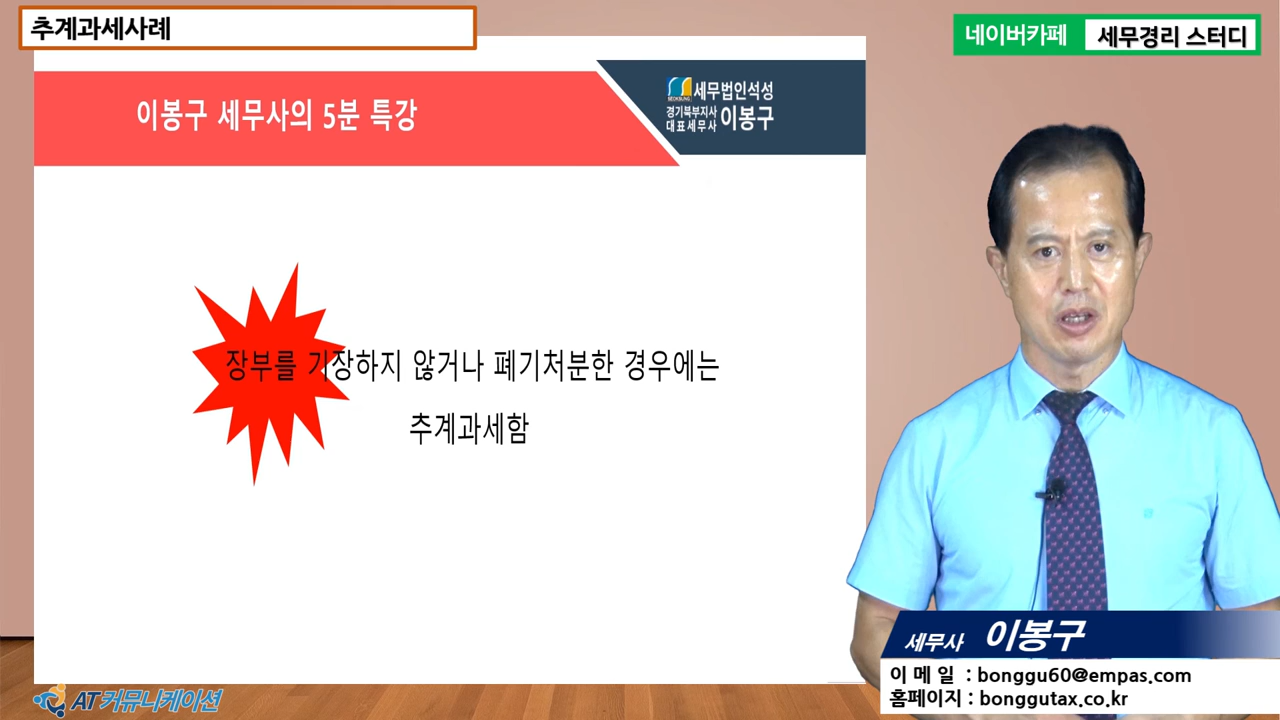 추계과세사례
네이버카페 세무경리 스터디
이봉구 세무사의 5분 특강
세무법인석성
SEOKSUNG
경기북부지사
대표세무사 이봉구
장부를 기장하지 않거나 폐기처분한 경우에는
추계과세함
세무사 이봉구
이 메 일 : bonggu60@empas.com
홈페이지 : bonggutax.co.kr
AT커뮤니케이션